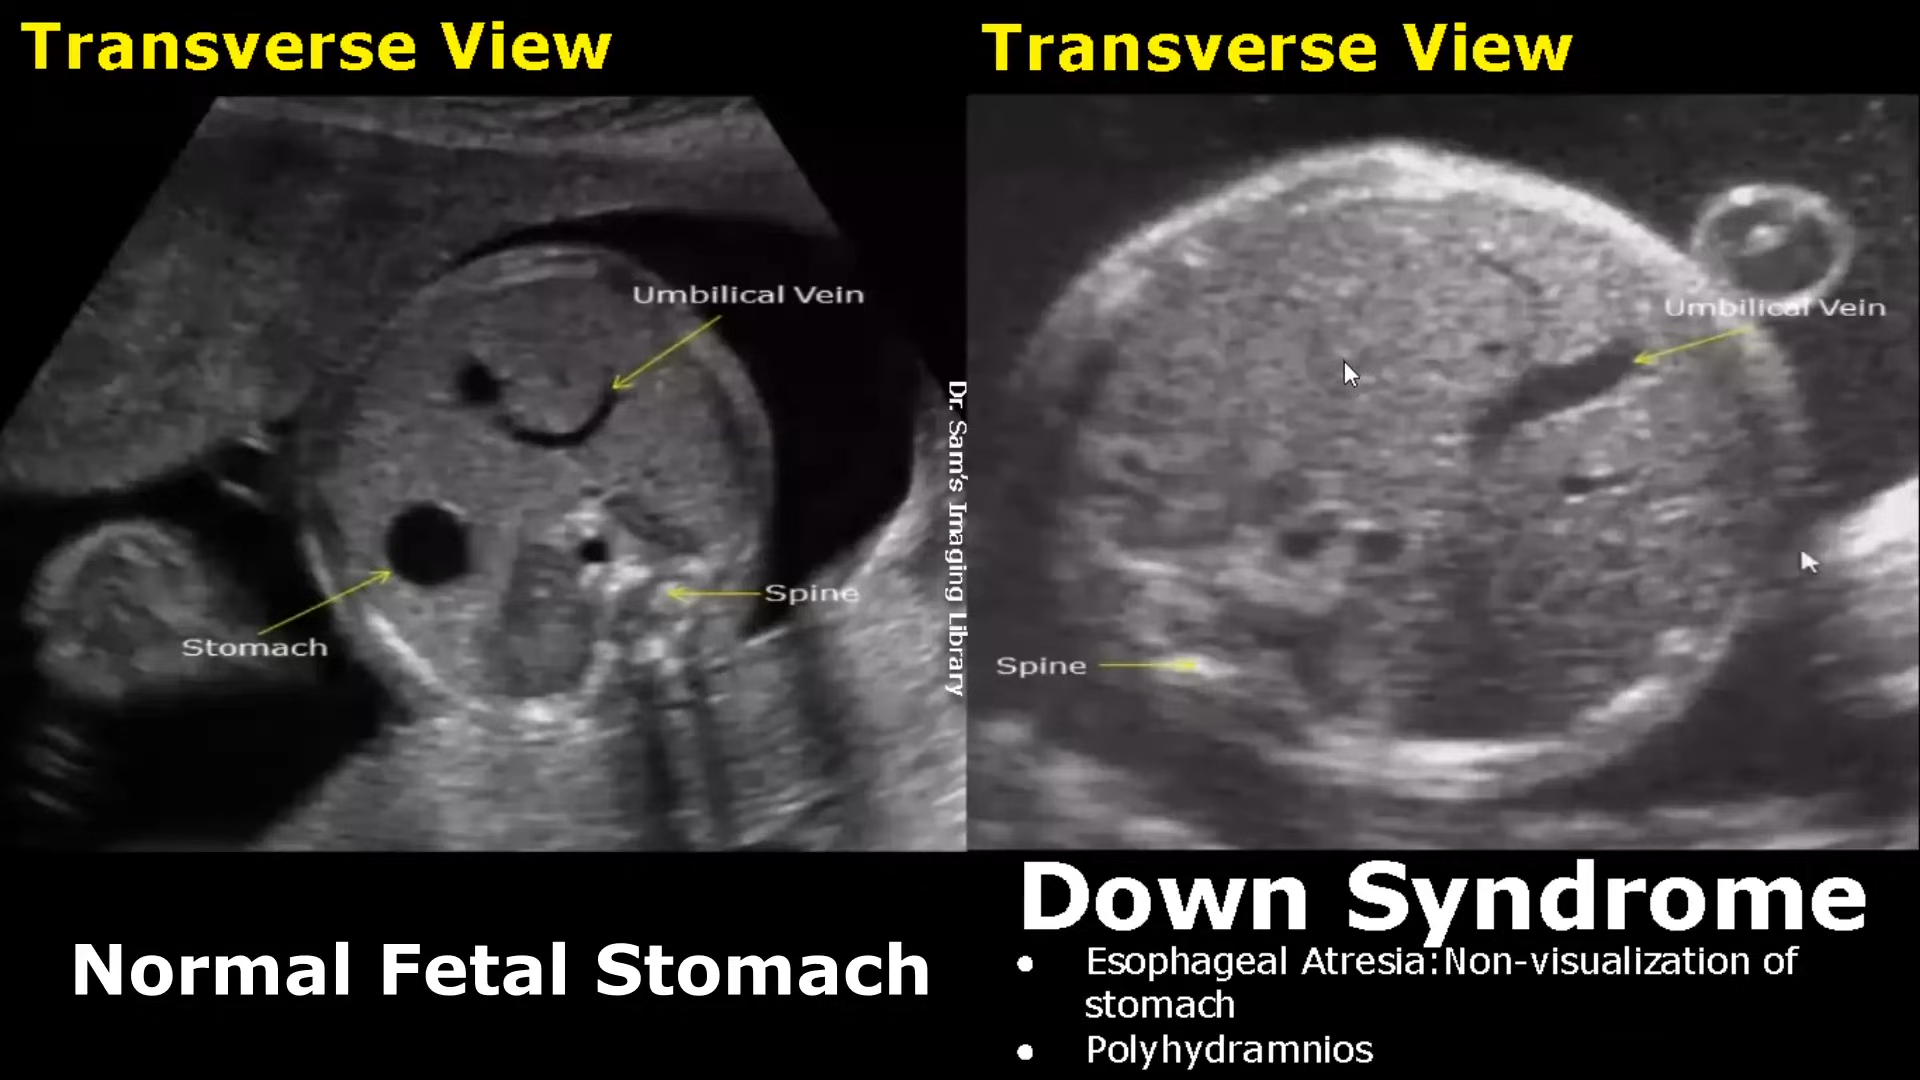 Transverse View
Umbilical Vein
Stomach
Spine
Normal Fetal Stomach
Dr. Sam's Imaging Library
Transverse View
Umbilical Vein
Spine
Down Syndrome
• Esophageal Atresia:Non-visualization of
stomach
• Polyhydramnios